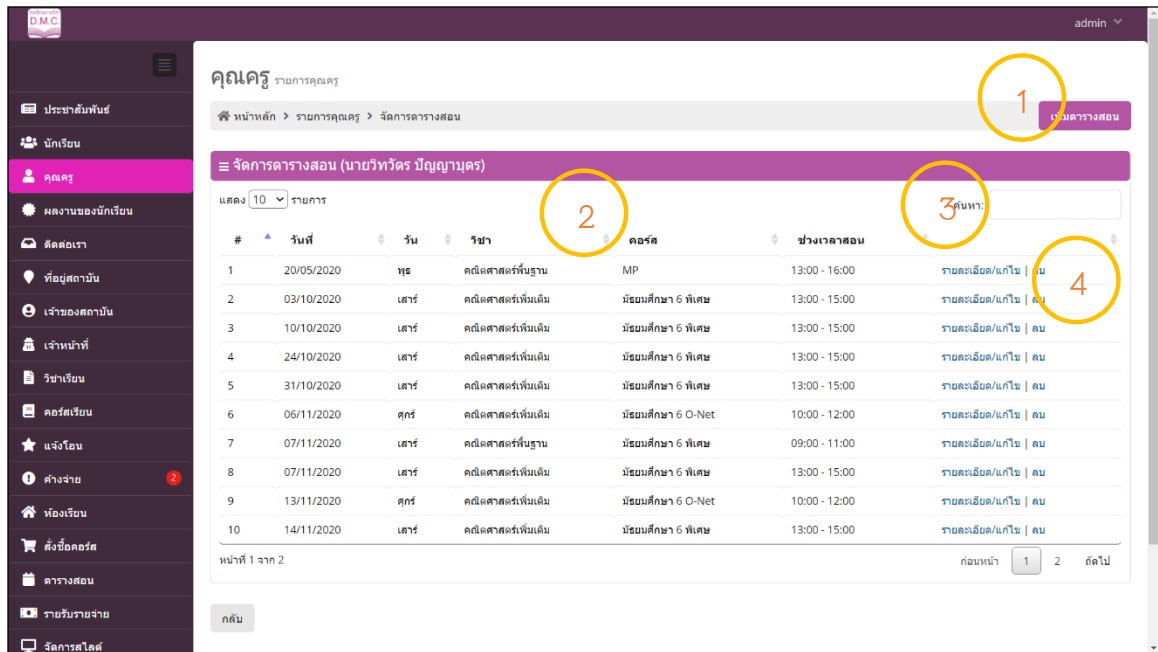 D.M.C.
admin
คุณครู รายการคุณครู
1
หน้าหลัก > รายการคุณครู > จัดการตารางสอน
เพิ่มตารางสอน
ประชาสัมพันธ์
นักเรียน
คุณครู
ผลงานของนักเรียน
ติดต่อเรา
ที่อยู่สถาบัน
เจ้าของสถาบัน
เจ้าหน้าที่
วิชาเรียน
คอร์สเรียน
แจ้งโอน
ค้างจ่าย 2
ห้องเรียน
สั่งซื้อคอร์ส
ตารางสอน
รายรับรายจ่าย
จัดการสไลด์
จัดการตารางสอน (นายวิทวัตร ปัญญาบุตร)
แสดง 10 รายการ
2
3
ค้นหา:
# วันที่ วัน วิชา คอร์ส ช่วงเวลาสอน
4
1 20/05/2020 พุธ คณิตศาสตร์พื้นฐาน MP 13:00 - 16:00 รายละเอียด/แก้ไข | ลบ
2 03/10/2020 เสาร์ คณิตศาสตร์เพิ่มเติม มัธยมศึกษา 6 พิเศษ 13:00 - 15:00 รายละเอียด/แก้ไข | ลบ
3 10/10/2020 เสาร์ คณิตศาสตร์เพิ่มเติม มัธยมศึกษา 6 พิเศษ 13:00 - 15:00 รายละเอียด/แก้ไข | ลบ
4 24/10/2020 เสาร์ คณิตศาสตร์เพิ่มเติม มัธยมศึกษา 6 พิเศษ 13:00 - 15:00 รายละเอียด/แก้ไข | ลบ
5 31/10/2020 เสาร์ คณิตศาสตร์เพิ่มเติม มัธยมศึกษา 6 พิเศษ 13:00 - 15:00 รายละเอียด/แก้ไข | ลบ
6 06/11/2020 ศุกร์ คณิตศาสตร์เพิ่มเติม มัธยมศึกษา 6 O-Net 10:00 - 12:00 รายละเอียด/แก้ไข | ลบ
7 07/11/2020 เสาร์ คณิตศาสตร์พื้นฐาน มัธยมศึกษา 6 พิเศษ 09:00 - 11:00 รายละเอียด/แก้ไข | ลบ
8 07/11/2020 เสาร์ คณิตศาสตร์เพิ่มเติม มัธยมศึกษา 6 พิเศษ 13:00 - 15:00 รายละเอียด/แก้ไข | ลบ
9 13/11/2020 ศุกร์ คณิตศาสตร์เพิ่มเติม มัธยมศึกษา 6 O-Net 10:00 - 12:00 รายละเอียด/แก้ไข | ลบ
10 14/11/2020 เสาร์ คณิตศาสตร์เพิ่มเติม มัธยมศึกษา 6 พิเศษ 13:00 - 15:00 รายละเอียด/แก้ไข | ลบ
หน้าที่ 1 จาก 2
ก่อนหน้า 1 2 ถัดไป
กลับ